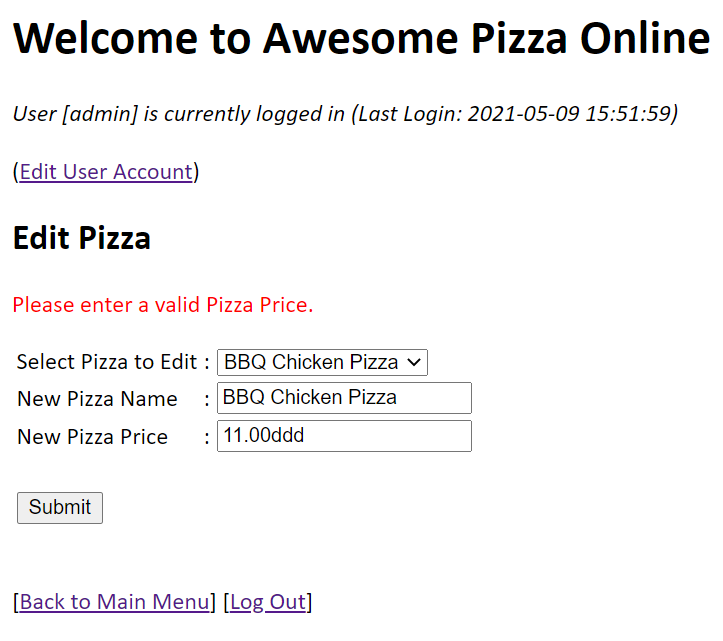 Welcome to Awesome Pizza Online
User [admin] is currently logged in (Last Login: 2021-05-09 15:51:59)
(Edit User Account)
Edit Pizza
Please enter a valid Pizza Price.
Select Pizza to Edit : BBQ Chicken Pizza
New Pizza Name : BBQ Chicken Pizza
New Pizza Price : 11.00ddd
Submit
[Back to Main Menu] [Log Out]